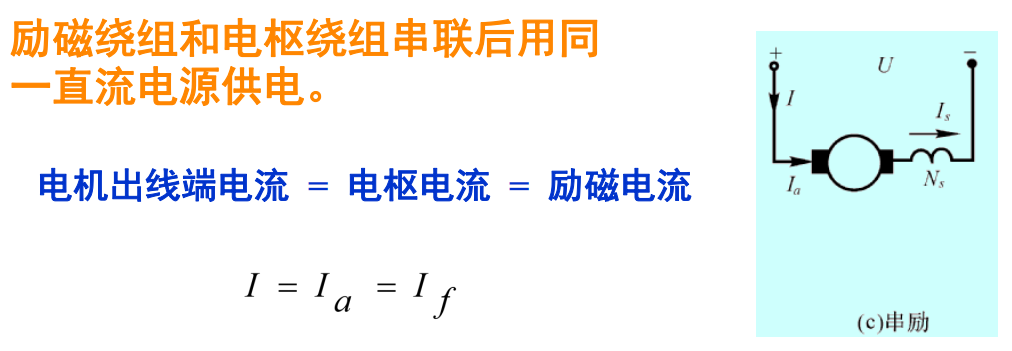 励磁绕组和电枢绕组串联后用同
一直流电源供电。
电机出线端电流 = 电枢电流 = 励磁电流
I = I a = I f
+
U
−
I
I_s
I_a
N_s
(c)串励